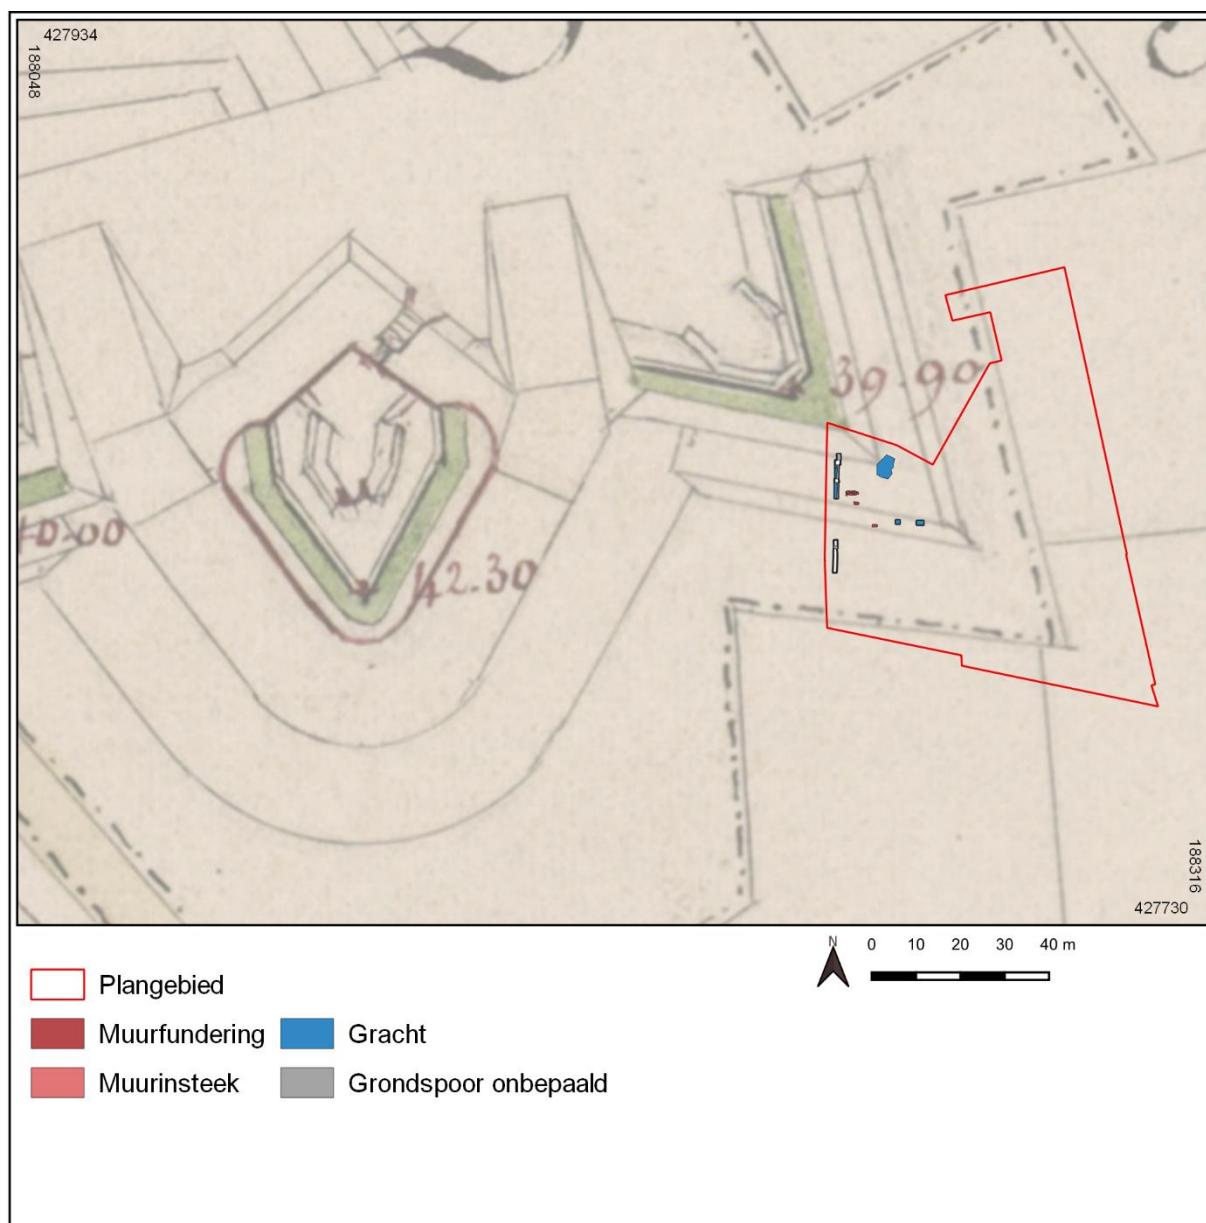 427934
188048
39.90
42.30
40.00
188316
427730
N
0 10 20 30 40 m
Plangebied
Muurfundering
Gracht
Muurinsteek
Grondspoor onbepaald